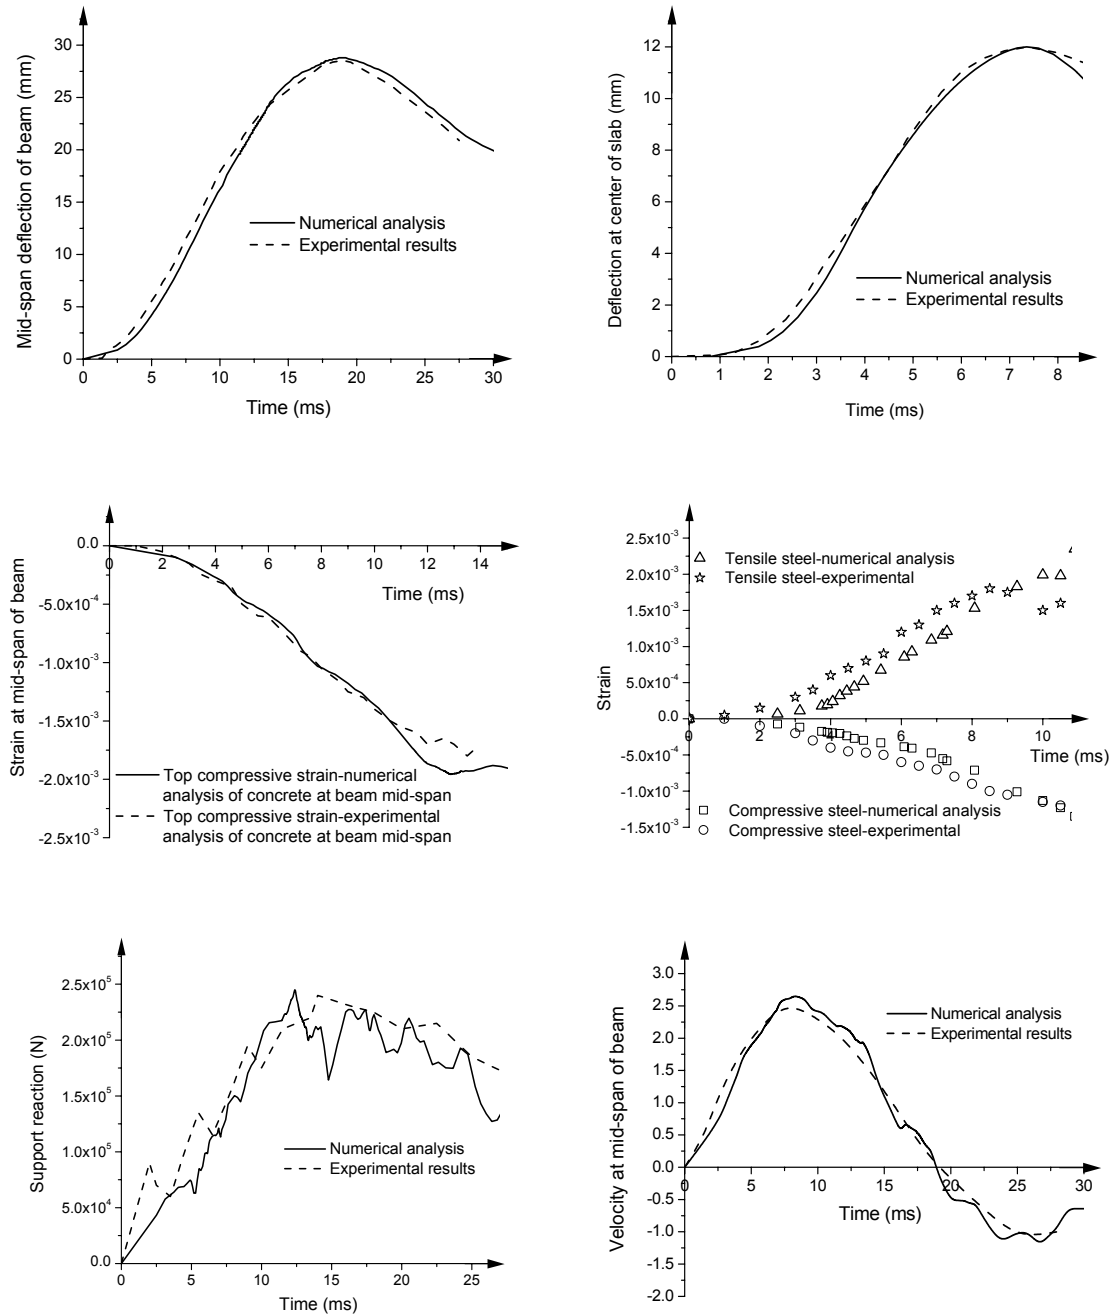 30
25
20
15
10
5
0
Mid-span deflection of beam (mm)
Numerical analysis
Experimental results
0 5 10 15 20 25 30
Time (ms)
12
10
8
6
4
2
0
Deflection at center of slab (mm)
Numerical analysis
Experimental results
0 1 2 3 4 5 6 7 8
Time (ms)
0.0
-5.0x10⁻⁴
-1.0x10⁻³
-1.5x10⁻³
-2.0x10⁻³
-2.5x10⁻³
Strain at mid-span of beam
0 2 4 6 8 10 12 14
Time (ms)
Top compressive strain-numerical
analysis of concrete at beam mid-span
Top compressive strain-experimental
analysis of concrete at beam mid-span
2.5x10⁻³
2.0x10⁻³
1.5x10⁻³
1.0x10⁻³
5.0x10⁻⁴
0.0
-5.0x10⁻⁴
-1.0x10⁻³
-1.5x10⁻³
Strain
Tensile steel-numerical analysis
Tensile steel-experimental
0 2 4 6 8 10
Time (ms)
Compressive steel-numerical analysis
Compressive steel-experimental
2.5x10⁵
2.0x10⁵
1.5x10⁵
1.0x10⁵
5.0x10⁴
0.0
Support reaction (N)
Numerical analysis
Experimental results
0 5 10 15 20 25
Time (ms)
3.0
2.5
2.0
1.5
1.0
0.5
0.0
-0.5
-1.0
-1.5
-2.0
Velocity at mid-span of beam
Numerical analysis
Experimental results
0 5 10 15 20 25 30
Time (ms)